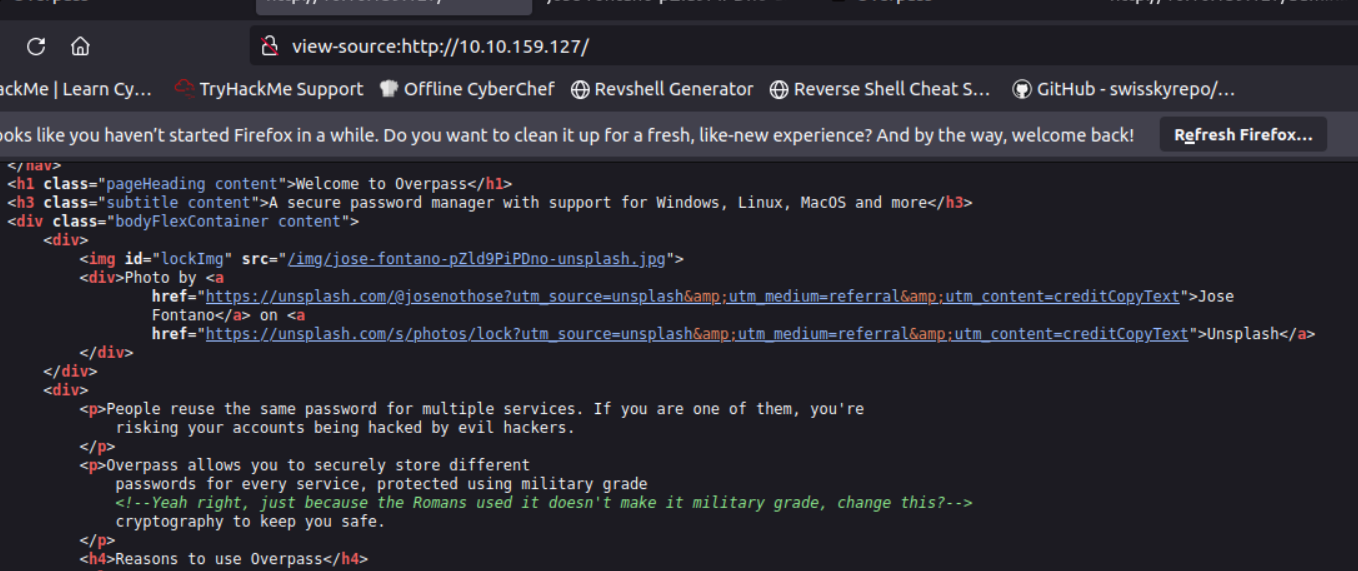 view-source:http://10.10.159.127/
ackMe | Learn Cy… TryHackMe Support Offline CyberChef Revshell Generator Reverse Shell Cheat S… GitHub - swisskyrepo/…
ooks like you haven’t started Firefox in a while. Do you want to clean it up for a fresh, like-new experience? And by the way, welcome back! Refresh Firefox…
</nav>
<h1 class="pageHeading content">Welcome to Overpass</h1>
<h3 class="subtitle content">A secure password manager with support for Windows, Linux, MacOS and more</h3>
<div class="bodyFlexContainer content">
<div>
<img id="lockImg" src="/img/jose-fontano-pZld9PiPDno-unsplash.jpg">
<div>Photo by <a
href="https://unsplash.com/@josenothose?utm_source=unsplash&amp;utm_medium=referral&amp;utm_content=creditCopyText">Jose
Fontano</a> on <a
href="https://unsplash.com/s/photos/lock?utm_source=unsplash&amp;utm_medium=referral&amp;utm_content=creditCopyText">Unsplash</a>
</div>
</div>
<div>
<p>People reuse the same password for multiple services. If you are one of them, you're
risking your accounts being hacked by evil hackers.
</p>
<p>Overpass allows you to securely store different
passwords for every service, protected using military grade
<!--Yeah right, just because the Romans used it doesn't make it military grade, change this?-->
cryptography to keep you safe.
</p>
<h4>Reasons to use Overpass</h4>